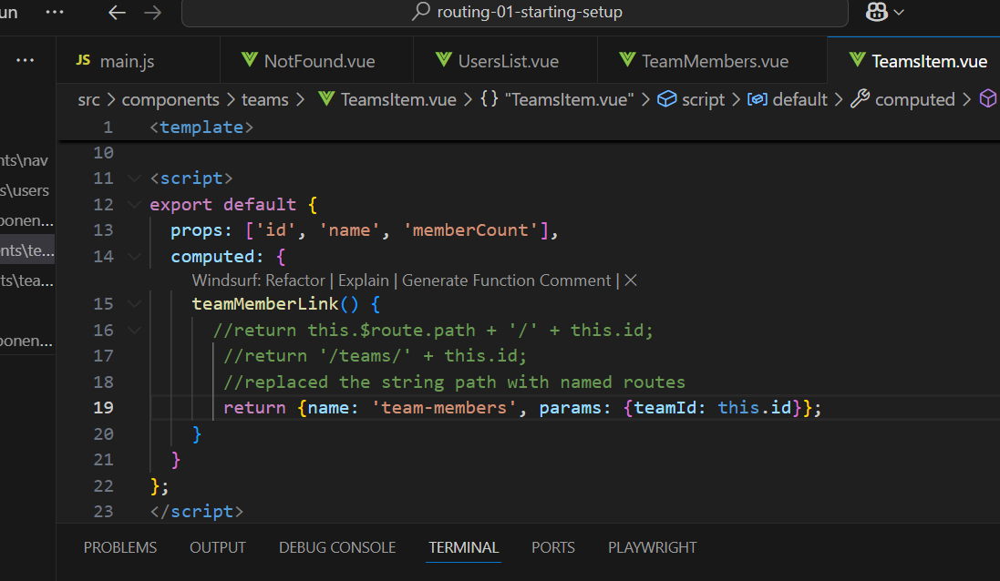 un ... routing-01-starting-setup
... JS main.js NotFound.vue UsersList.vue TeamMembers.vue TeamsItem.vue
src > components > teams > TeamsItem.vue > {} "TeamsItem.vue" > script > default > computed >
1 <template>
10
nts\nav
11 <script>
s\users
12 export default {
ponen...
13 props: ['id', 'name', 'memberCount'],
nts\te...
14 computed: {
ts\tea...
Windsurf: Refactor | Explain | Generate Function Comment | ×
15 teamMemberLink() {
16 //return this.$route.path + '/' + this.id;
ponen...
17 //return '/teams/' + this.id;
18 //replaced the string path with named routes
19 return {name: 'team-members', params: {teamId: this.id}};
20 }
21 }
22 };
23 </script>
PROBLEMS OUTPUT DEBUG CONSOLE TERMINAL PORTS PLAYWRIGHT